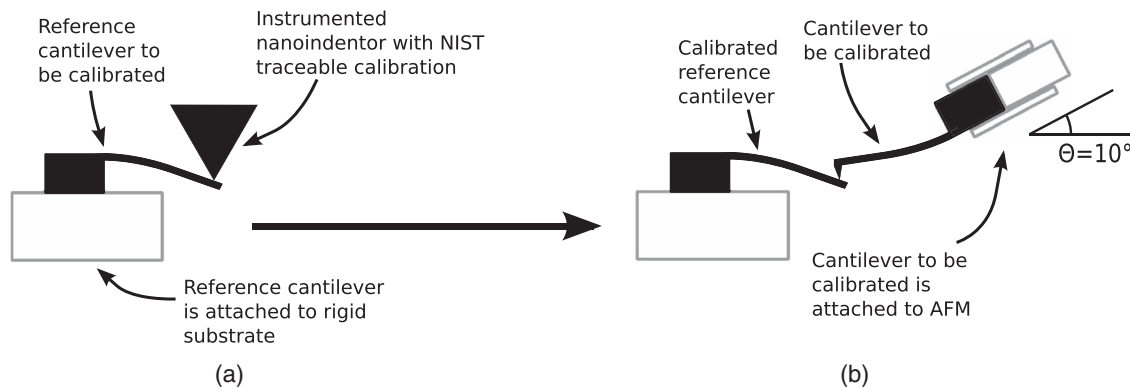 Reference
cantilever to
be calibrated
Instrumented
nanoindentor with NIST
traceable calibration
Reference cantilever
is attached to rigid
substrate
(a)
Calibrated
reference
cantilever
Cantilever to
be calibrated
Θ=10°
Cantilever to be
calibrated is
attached to AFM
(b)